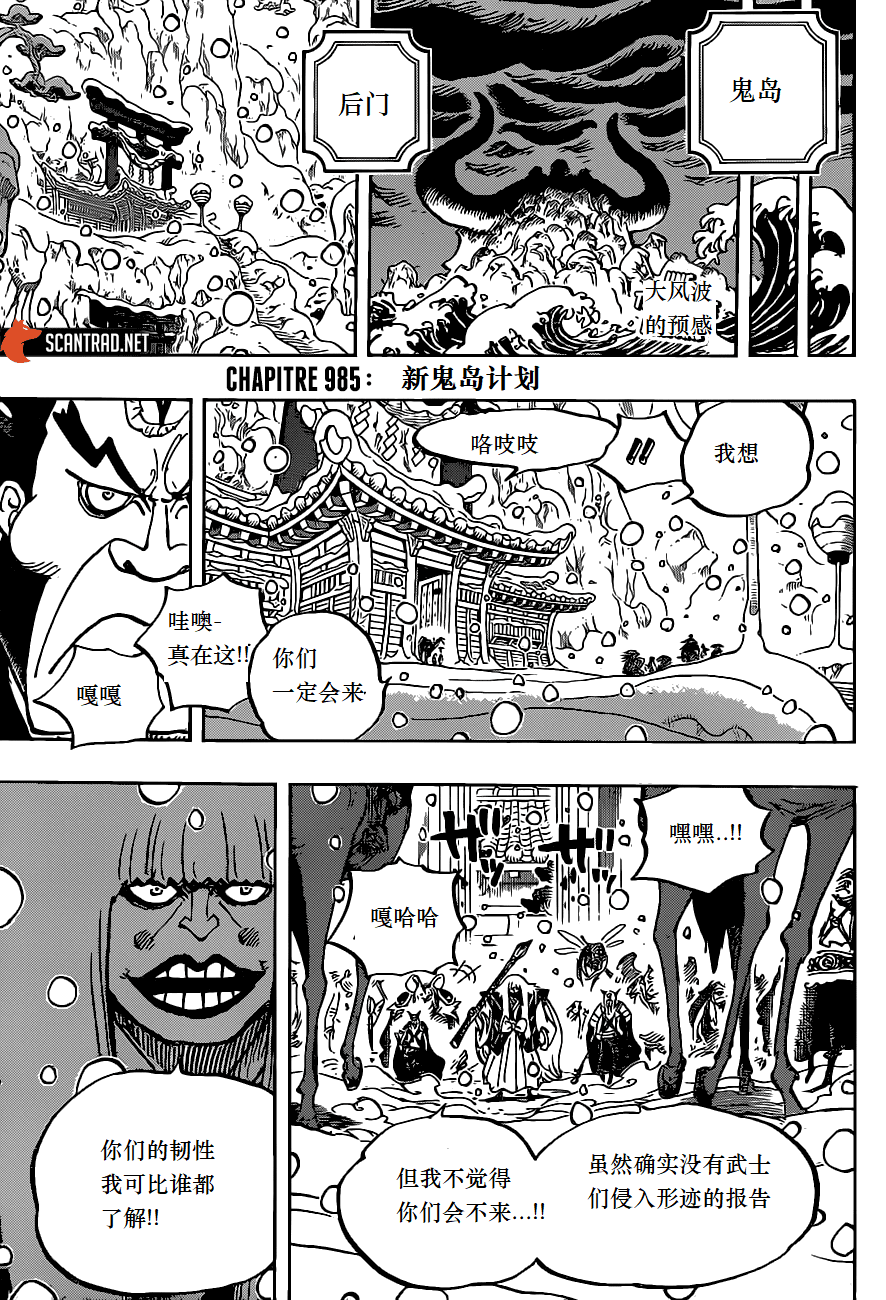 鬼岛
后门
大风波
的预感
SCANTRAD.NET
CHAPITRE 985： 新鬼岛计划
我想
!!
咯吱吱
你们
一定会来
哇噢-
真在这!!
嘎嘎
嘿嘿..!!
ザッ
ザッ
嘎哈哈
虽然确实没有武士
们侵入形迹的报告
但我不觉得
你们会不来...!!
你们的韧性
我可比谁都
了解!!